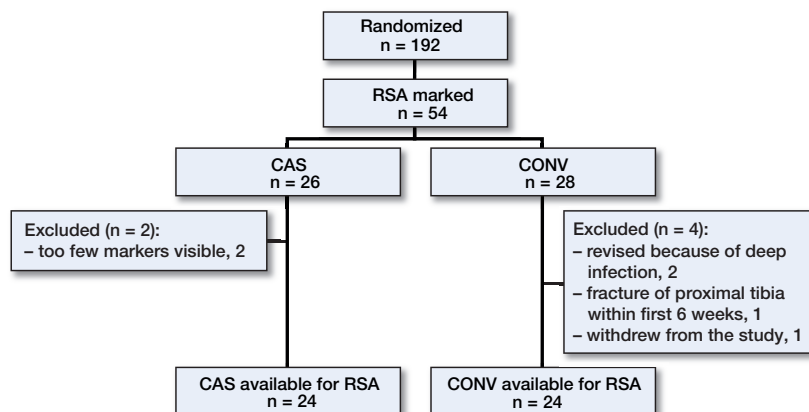 Randomized
n = 192
RSA marked
n = 54
CAS
n = 26
CONV
n = 28
Excluded (n = 2):
– too few markers visible, 2
Excluded (n = 4):
– revised because of deep
infection, 2
– fracture of proximal tibia
within first 6 weeks, 1
– withdrew from the study, 1
CAS available for RSA
n = 24
CONV available for RSA
n = 24